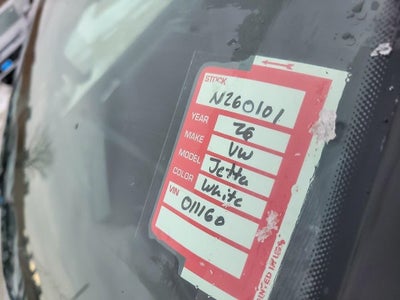 STOCK
N260101
YEAR 26
MAKE VW
MODEL Jetta
COLOR White
VIN
011160